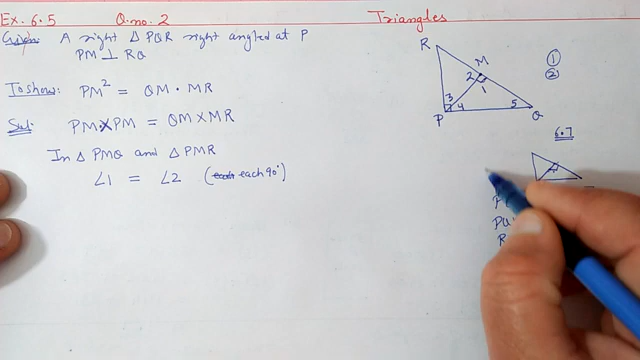 Ex. 6.5 Q.no. 2 Triangles
Given: A right △ PQR right angled at P
PM ⊥ RQ
To show: PM² = QM · MR
Sol: PM × PM = QM × MR
In △ PMQ and △ PMR
∠1 = ∠2 (each 90°)
R
M
2
1
3
4
5
P
Q
①
②
6.7